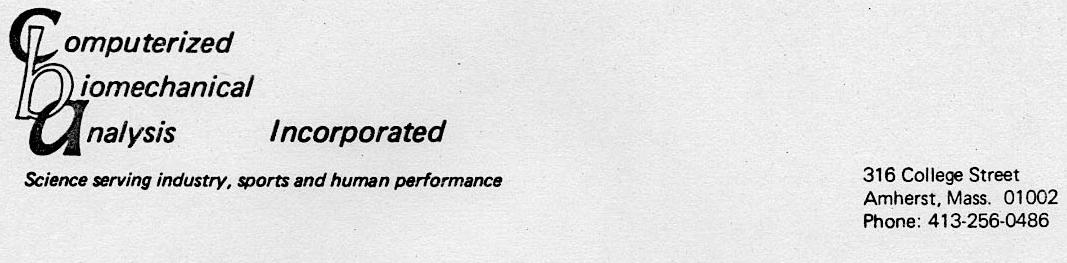 Computerized
biomechanical
analysis Incorporated
Science serving industry, sports and human performance
316 College Street
Amherst, Mass. 01002
Phone: 413-256-0486